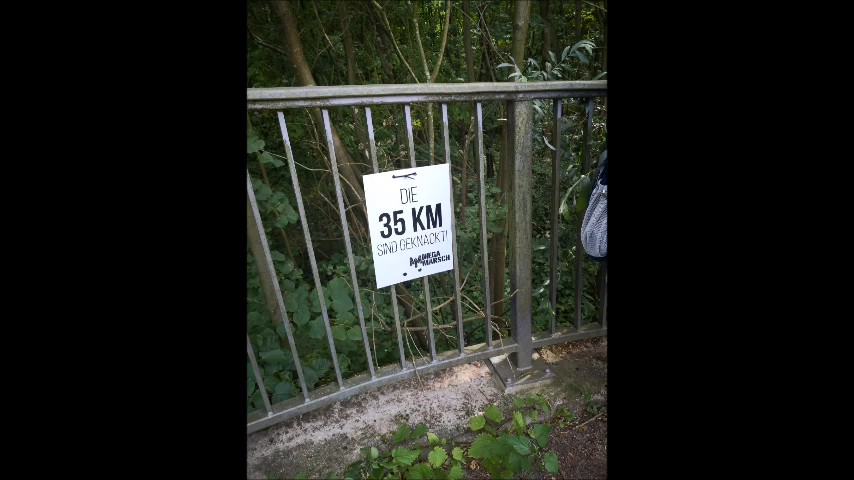 DIE
35 KM
SIND GEKNACKT!
MEGA
MARSCH